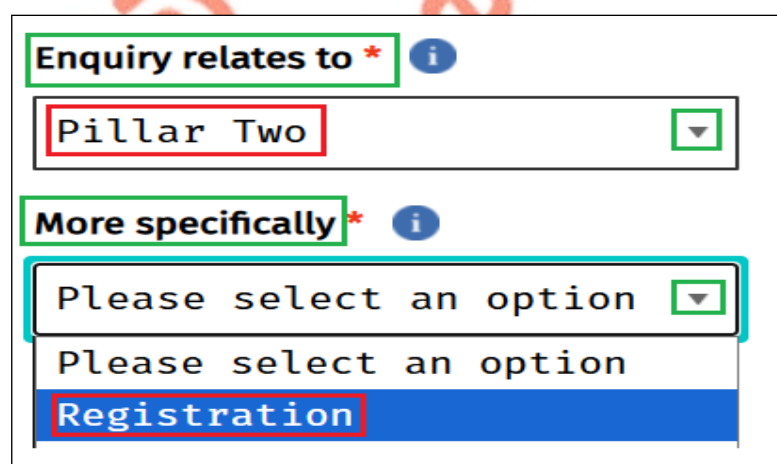 Enquiry relates to * i
Pillar Two
More specifically * i
Please select an option
Please select an option
Registration